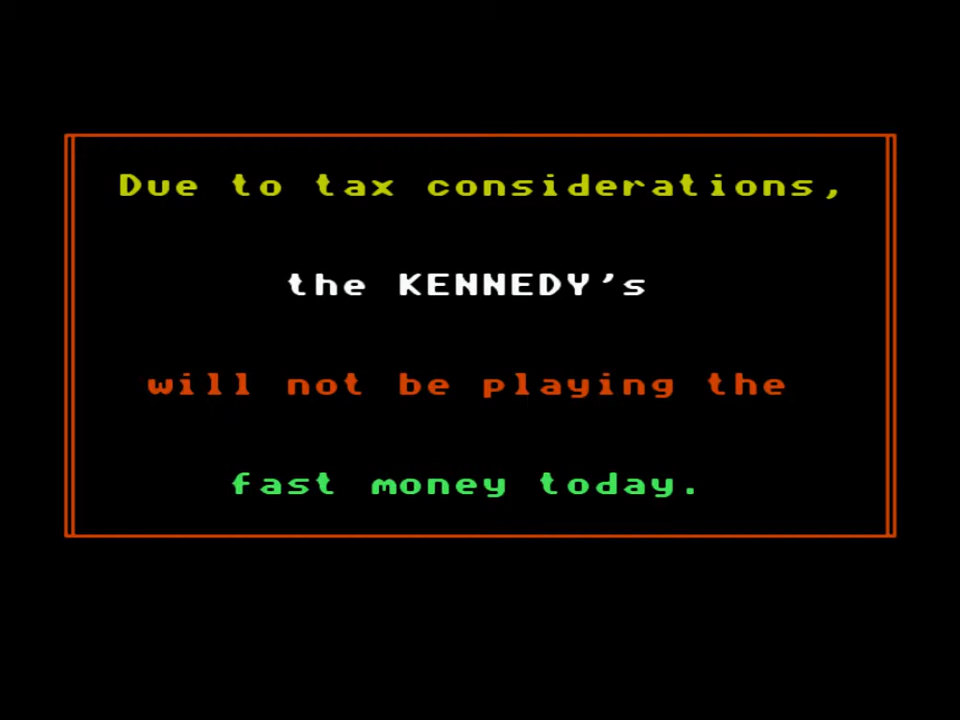 Due to tax considerations,
the KENNEDY's
will not be playing the
fast money today.